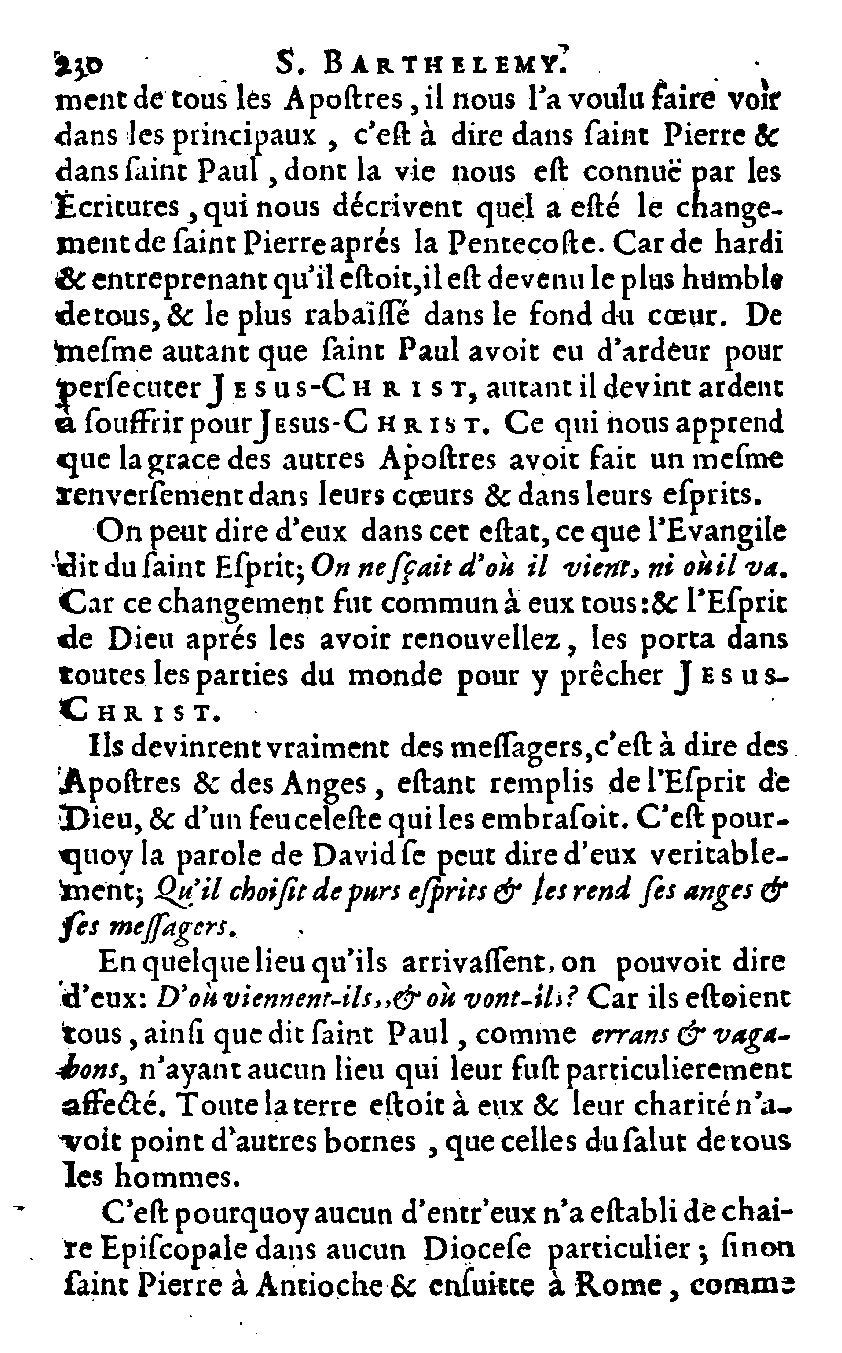 230 S. BARTHELEMY.
ment de tous les Apoſtres, il nous l'a voulu faire voir
dans les principaux, c'eſt à dire dans ſaint Pierre &
dans ſaint Paul, dont la vie nous eſt connuë par les
Ecritures, qui nous décrivent quel a eſté le change-
ment de ſaint Pierre aprés la Pentecoſte. Car de hardi
& entreprenant qu'il eſtoit, il eſt devenu le plus humble
de tous, & le plus rabaiſſé dans le fond du cœur. De
meſme autant que ſaint Paul avoit eu d'ardeur pour
perſecuter JESUS-CHRIST, autant il devint ardent
à ſouffrir pour JESUS-CHRIST. Ce qui nous apprend
que la grace des autres Apoſtres avoit fait un meſme
renverſement dans leurs cœurs & dans leurs eſprits.
On peut dire d'eux dans cet eſtat, ce que l'Evangile
dit du ſaint Eſprit; On ne ſçait d'où il vient, ni où il va.
Car ce changement fut commun à eux tous: & l'Eſprit
de Dieu aprés les avoir renouvellez, les porta dans
toutes les parties du monde pour y prêcher JESUS-
CHRIST.
Ils devinrent vraiment des meſſagers, c'eſt à dire des
Apoſtres & des Anges, eſtant remplis de l'Eſprit de
Dieu, & d'un feu celeſte qui les embraſoit. C'eſt pour-
quoy la parole de David ſe peut dire d'eux veritable-
ment; Qu'il choiſit de purs eſprits & les rend ſes anges &
ſes meſſagers.
En quelque lieu qu'ils arrivaſſent, on pouvoit dire
d'eux: D'où viennent-ils, & où vont-ils? Car ils eſtoient
tous, ainſi que dit ſaint Paul, comme errans & vaga-
bons, n'ayant aucun lieu qui leur fuſt particulierement
affecté. Toute la terre eſtoit à eux & leur charité n'a-
voit point d'autres bornes, que celles du ſalut de tous
les hommes.
C'eſt pourquoy aucun d'entr'eux n'a eſtabli de chai-
re Epiſcopale dans aucun Dioceſe particulier; ſinon
ſaint Pierre à Antioche & enſuitte à Rome, comme